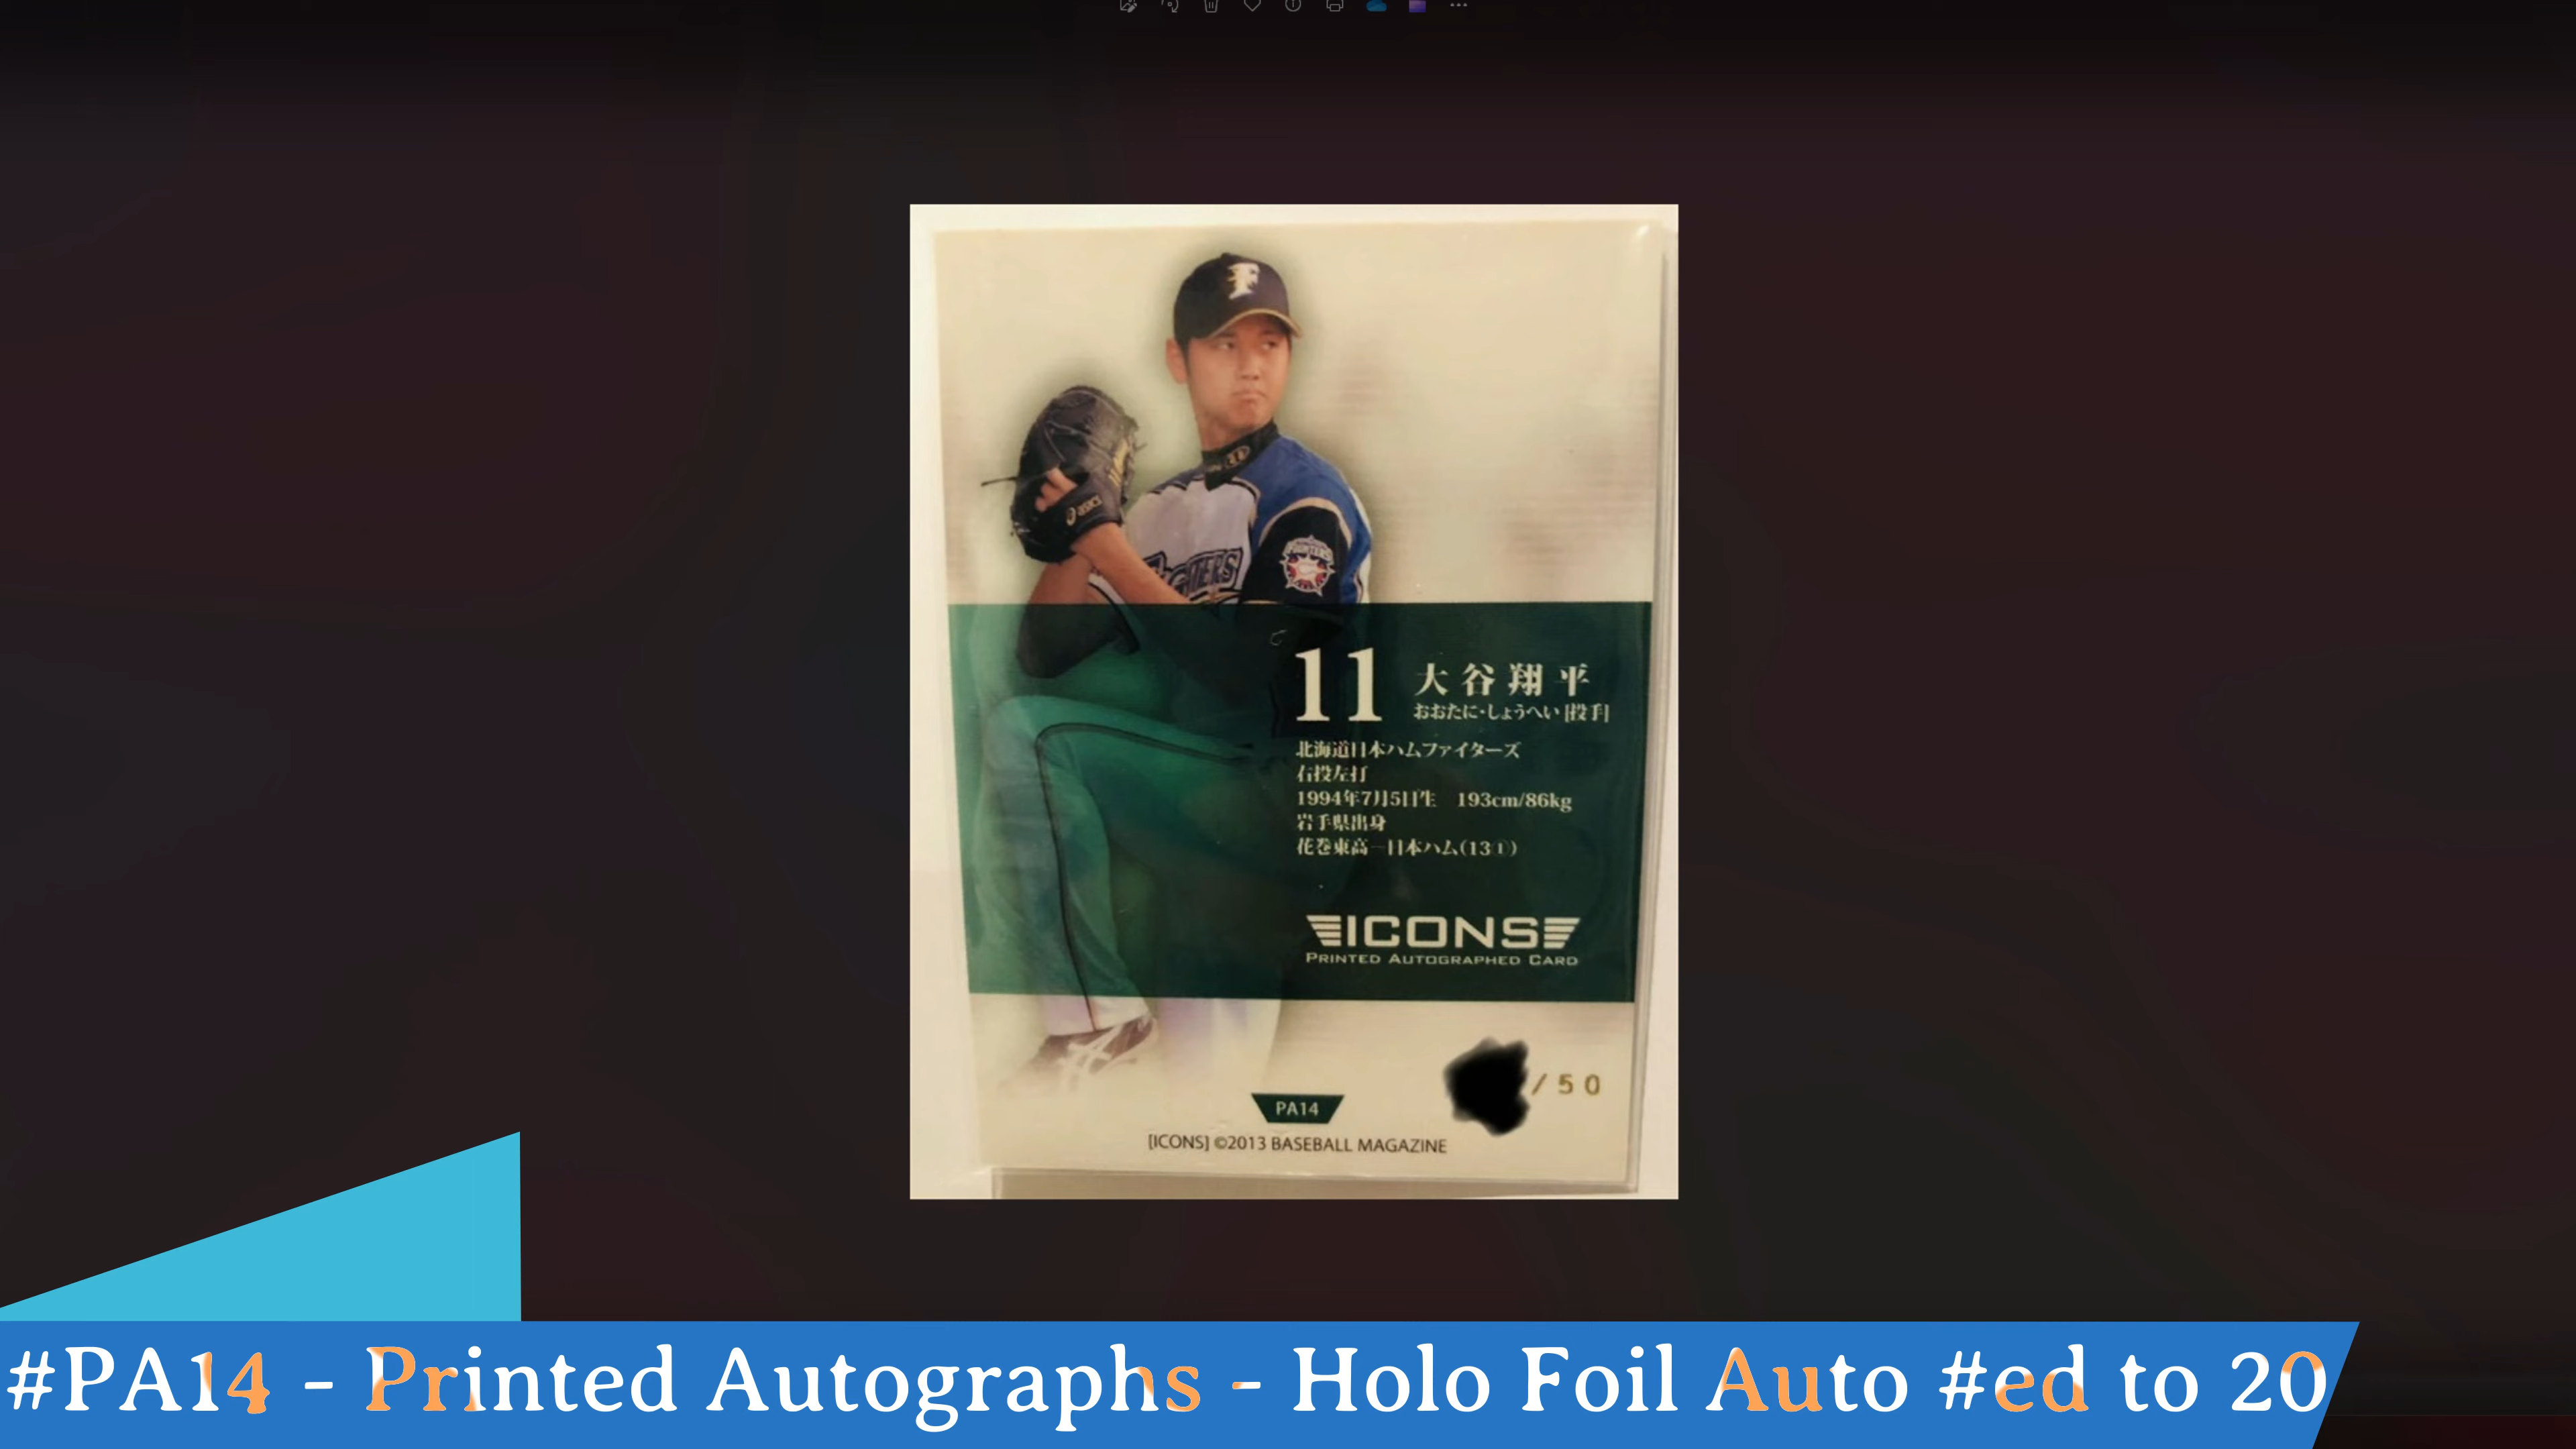 F
asics
FIGHTERS
11 大谷翔平
おおたに・しょうへい [投手]
北海道日本ハムファイターズ
右投左打
1994年7月5日生 193cm/86kg
岩手県出身
花巻東高－日本ハム(13①)
ICONS
PRINTED AUTOGRAPHED CARD
/50
PA14
[ICONS] ©2013 BASEBALL MAGAZINE
#PA14 - Printed Autographs - Holo Foil Auto #ed to 20